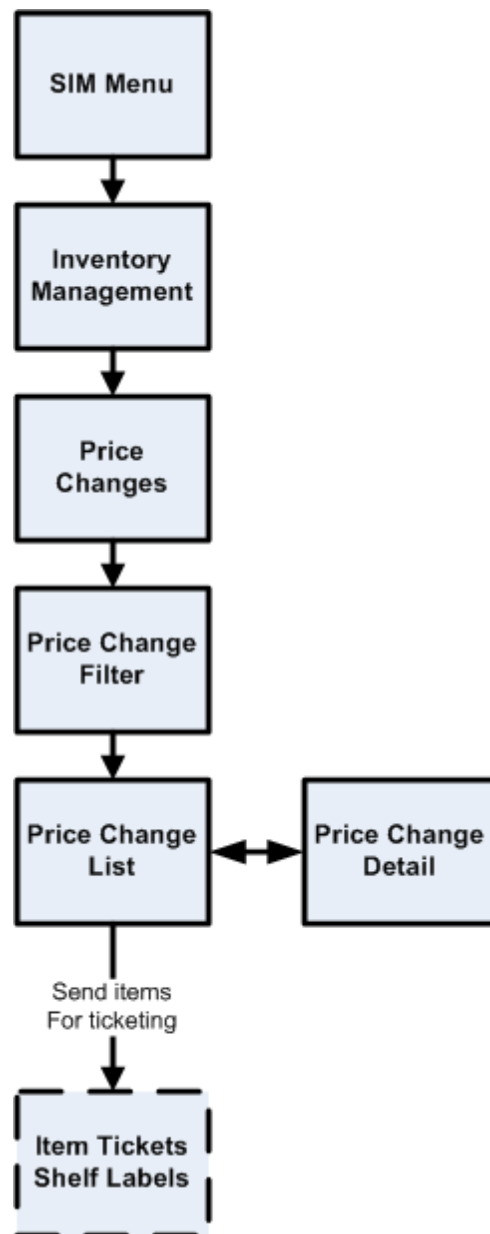 SIM Menu
Inventory
Management
Price
Changes
Price Change
Filter
Price Change
List
Price Change
Detail
Send items
For ticketing
Item Tickets
Shelf Labels